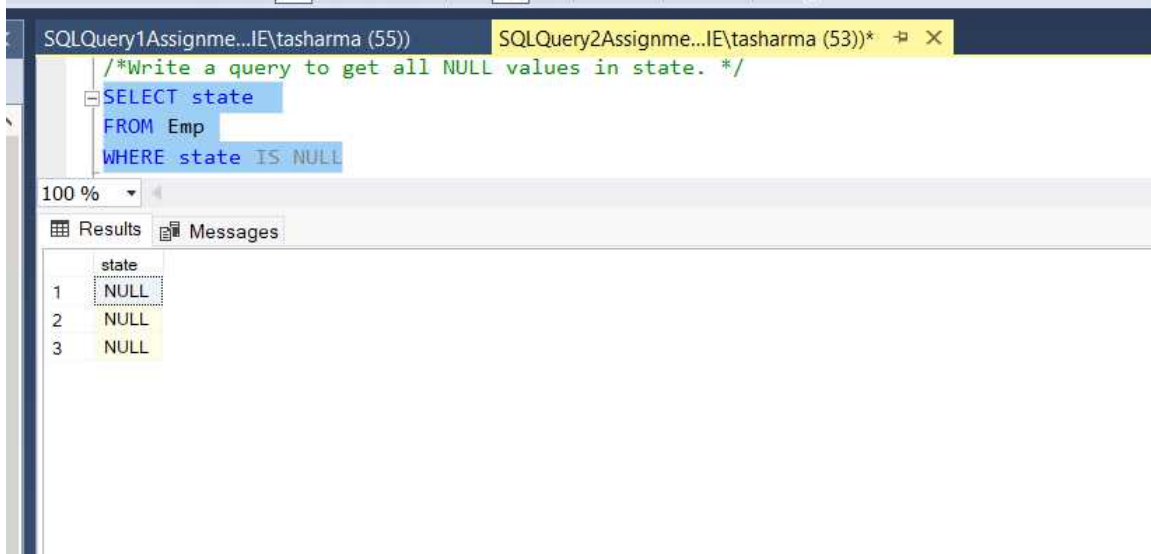 SQLQuery1Assignme...IE\tasharma (55)) SQLQuery2Assignme...IE\tasharma (53))*
/*Write a query to get all NULL values in state. */
SELECT state
FROM Emp
WHERE state IS NULL
100 %
Results Messages
state
1 NULL
2 NULL
3 NULL